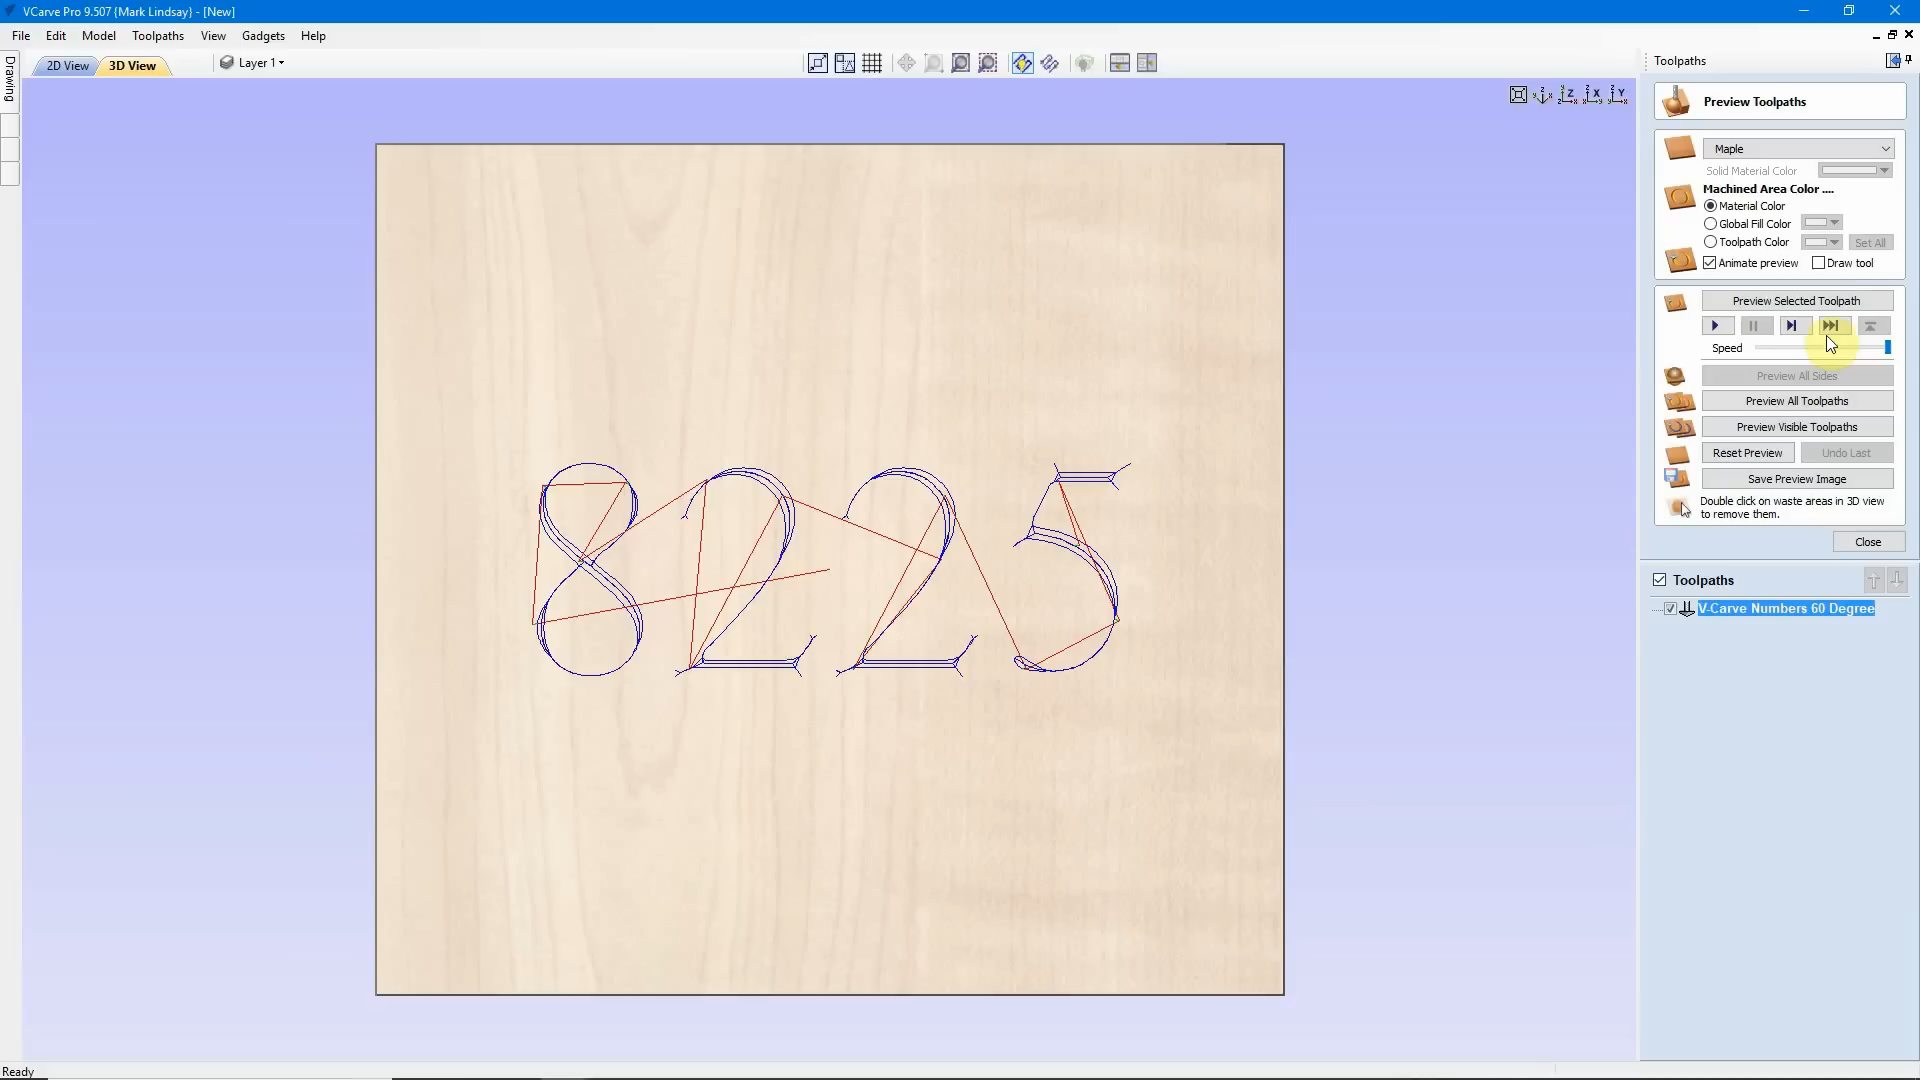 VCarve Pro 9.507 {Mark Lindsay} - [New]
File Edit Model Toolpaths View Gadgets Help
Drawing
2D View 3D View Layer 1
Z X Y
Toolpaths
Preview Toolpaths
Maple
Solid Material Color
Machined Area Color ....
Material Color
Global Fill Color
Toolpath Color Set All
Animate preview Draw tool
Preview Selected Toolpath
Speed
Preview All Sides
Preview All Toolpaths
Preview Visible Toolpaths
Reset Preview Undo Last
Save Preview Image
Double click on waste areas in 3D view
to remove them.
Close
Toolpaths
V-Carve Numbers 60 Degree
8225
Ready